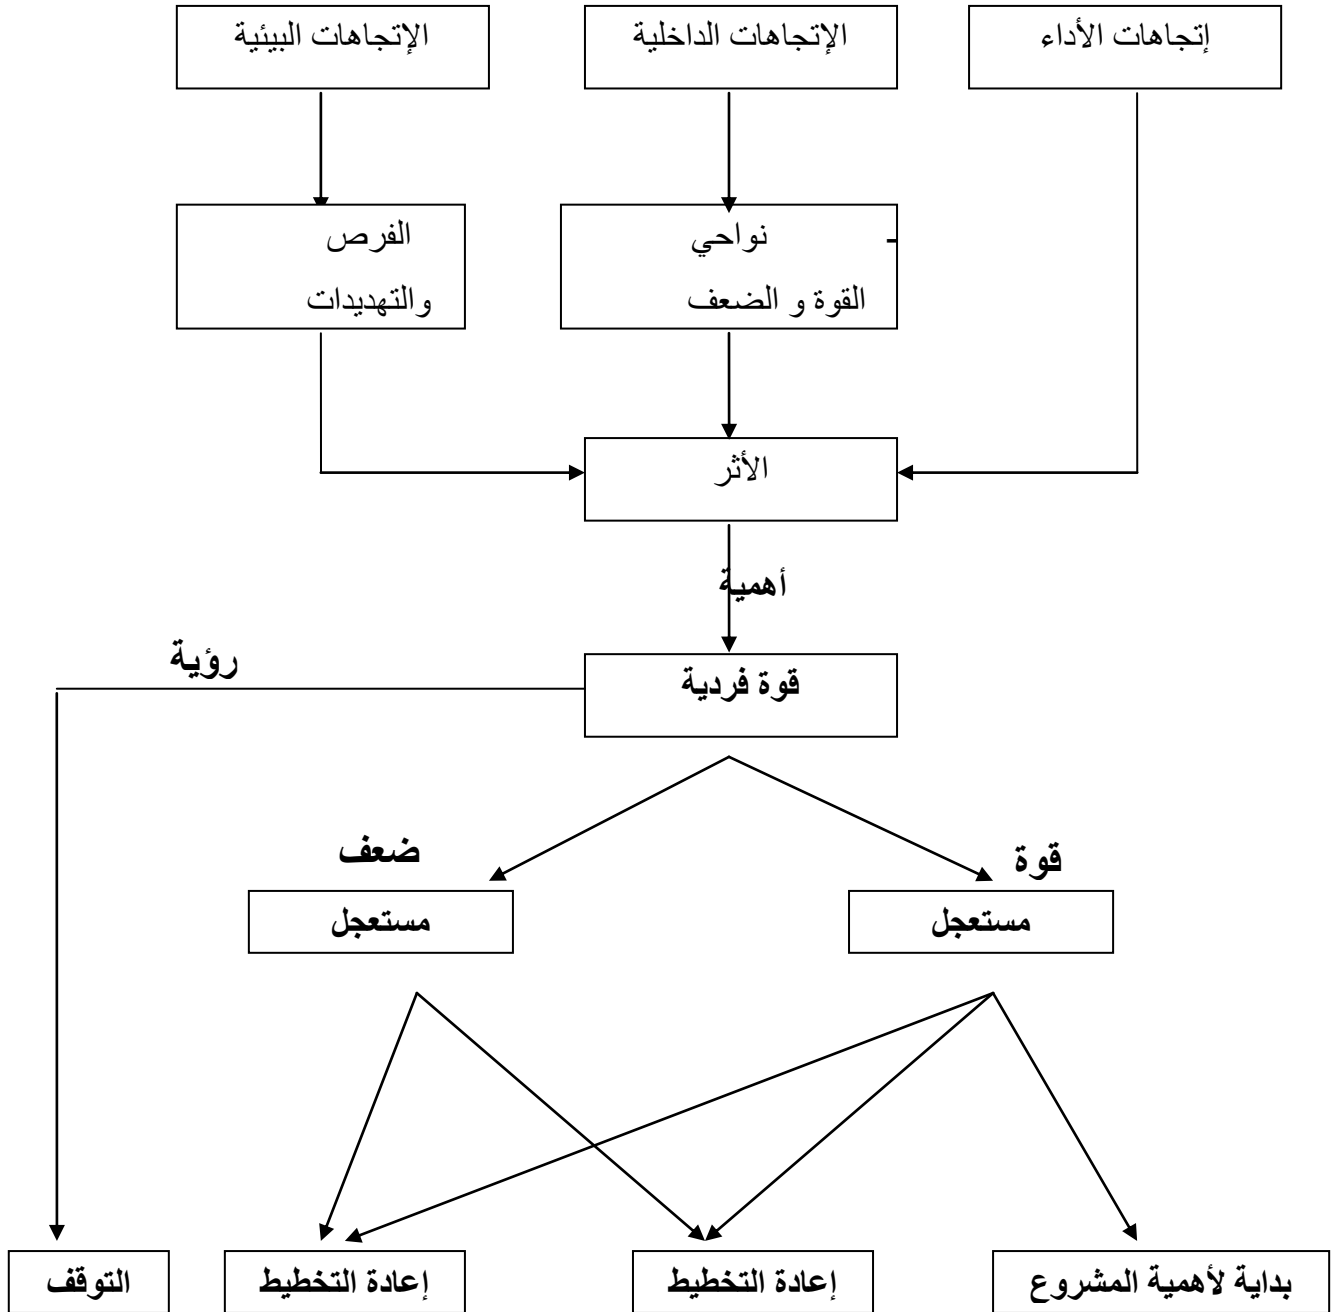 إتجاهات الأداء
الإتجاهات الداخلية
الإتجاهات البيئية
- نواحي
القوة و الضعف
الفرص
والتهديدات
الأثر
أهمية
رؤية
قوة فردية
قوة
ضعف
مستعجل
مستعجل
بداية لأهمية المشروع
إعادة التخطيط
إعادة التخطيط
التوقف